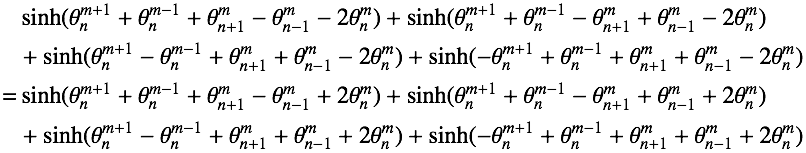 sinh(θ_n^{m+1} + θ_n^{m−1} + θ_{n+1}^m − θ_{n−1}^m − 2θ_n^m) + sinh(θ_n^{m+1} + θ_n^{m−1} − θ_{n+1}^m + θ_{n−1}^m − 2θ_n^m)
+ sinh(θ_n^{m+1} − θ_n^{m−1} + θ_{n+1}^m + θ_{n−1}^m − 2θ_n^m) + sinh(−θ_n^{m+1} + θ_n^{m−1} + θ_{n+1}^m + θ_{n−1}^m − 2θ_n^m)
= sinh(θ_n^{m+1} + θ_n^{m−1} + θ_{n+1}^m − θ_{n−1}^m + 2θ_n^m) + sinh(θ_n^{m+1} + θ_n^{m−1} − θ_{n+1}^m + θ_{n−1}^m + 2θ_n^m)
+ sinh(θ_n^{m+1} − θ_n^{m−1} + θ_{n+1}^m + θ_{n−1}^m + 2θ_n^m) + sinh(−θ_n^{m+1} + θ_n^{m−1} + θ_{n+1}^m + θ_{n−1}^m + 2θ_n^m)